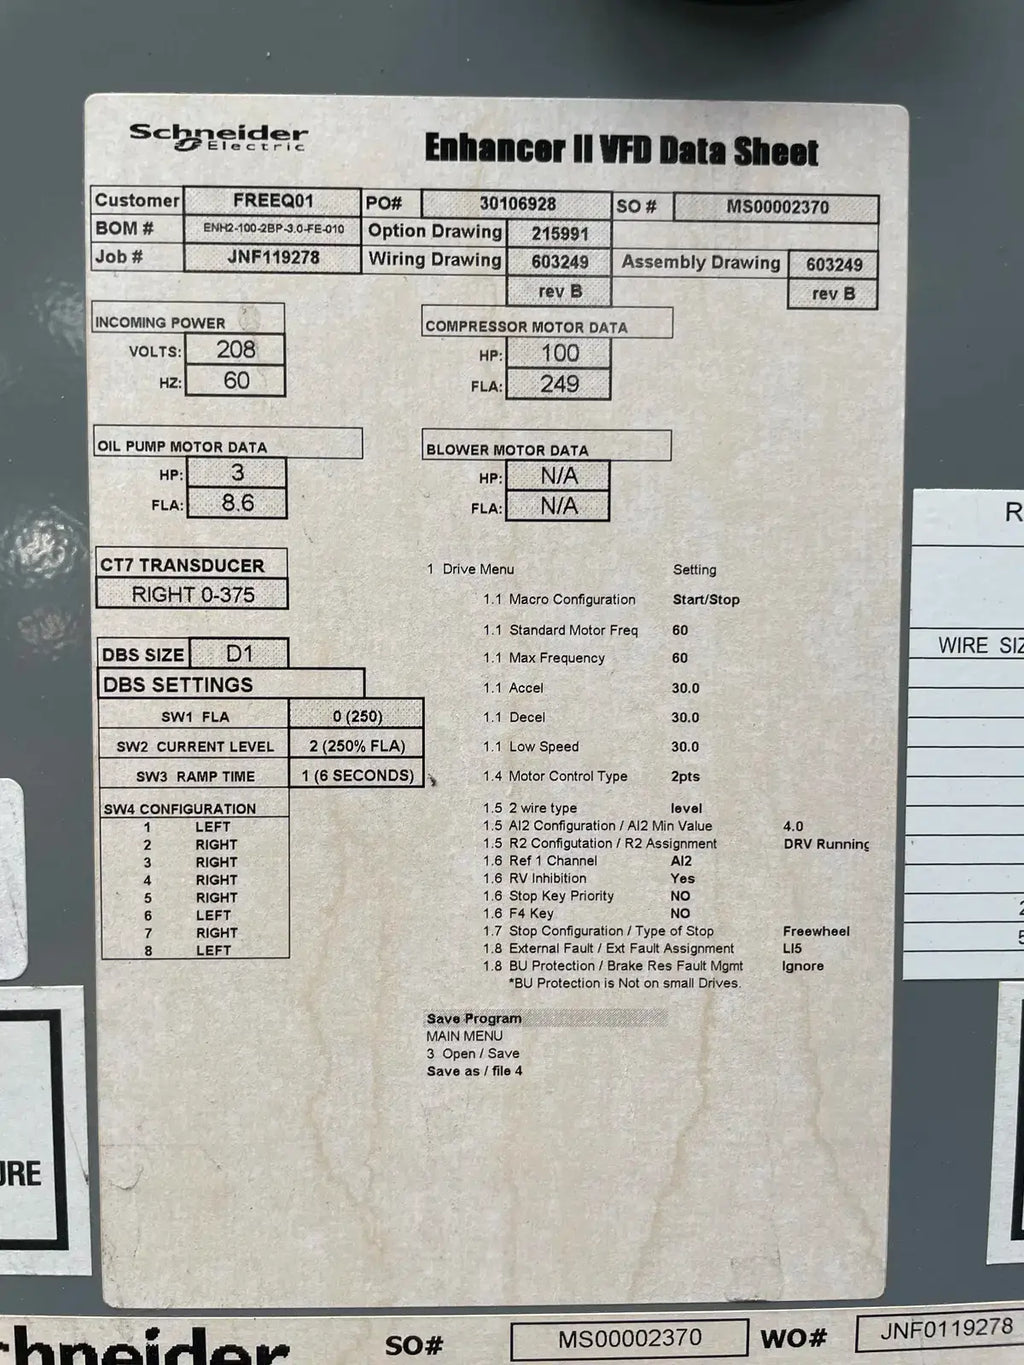 Schneider
Electric
Enhancer II VFD Data Sheet
Customer FREEQ01 PO# 30106928 SO # MS00002370
BOM # ENH2-100-2BP-3.0-FE-010 Option Drawing 215991
Job # JNF119278 Wiring Drawing 603249 Assembly Drawing 603249
rev B rev B
INCOMING POWER
VOLTS: 208
HZ: 60
COMPRESSOR MOTOR DATA
HP: 100
FLA: 249
OIL PUMP MOTOR DATA
HP: 3
FLA: 8.6
BLOWER MOTOR DATA
HP: N/A
FLA: N/A
CT7 TRANSDUCER
RIGHT 0-375
DBS SIZE D1
DBS SETTINGS
SW1 FLA 0 (250)
SW2 CURRENT LEVEL 2 (250% FLA)
SW3 RAMP TIME 1 (6 SECONDS)
SW4 CONFIGURATION
1 LEFT
2 RIGHT
3 RIGHT
4 RIGHT
5 RIGHT
6 LEFT
7 RIGHT
8 LEFT
1 Drive Menu Setting
1.1 Macro Configuration Start/Stop
1.1 Standard Motor Freq 60
1.1 Max Frequency 60
1.1 Accel 30.0
1.1 Decel 30.0
1.1 Low Speed 30.0
1.4 Motor Control Type 2pts
1.5 2 wire type level
1.5 AI2 Configuration / AI2 Min Value 4.0
1.5 R2 Configutation / R2 Assignment DRV Running
1.6 Ref 1 Channel AI2
1.6 RV Inhibition Yes
1.6 Stop Key Priority NO
1.6 F4 Key NO
1.7 Stop Configuration / Type of Stop Freewheel
1.8 External Fault / Ext Fault Assignment LI5
1.8 BU Protection / Brake Res Fault Mgmt Ignore
*BU Protection is Not on small Drives.
Save Program
MAIN MENU
3 Open / Save
Save as / file 4
R
WIRE SIZ
2
5
URE
chneider SO# MS00002370 WO# JNF0119278